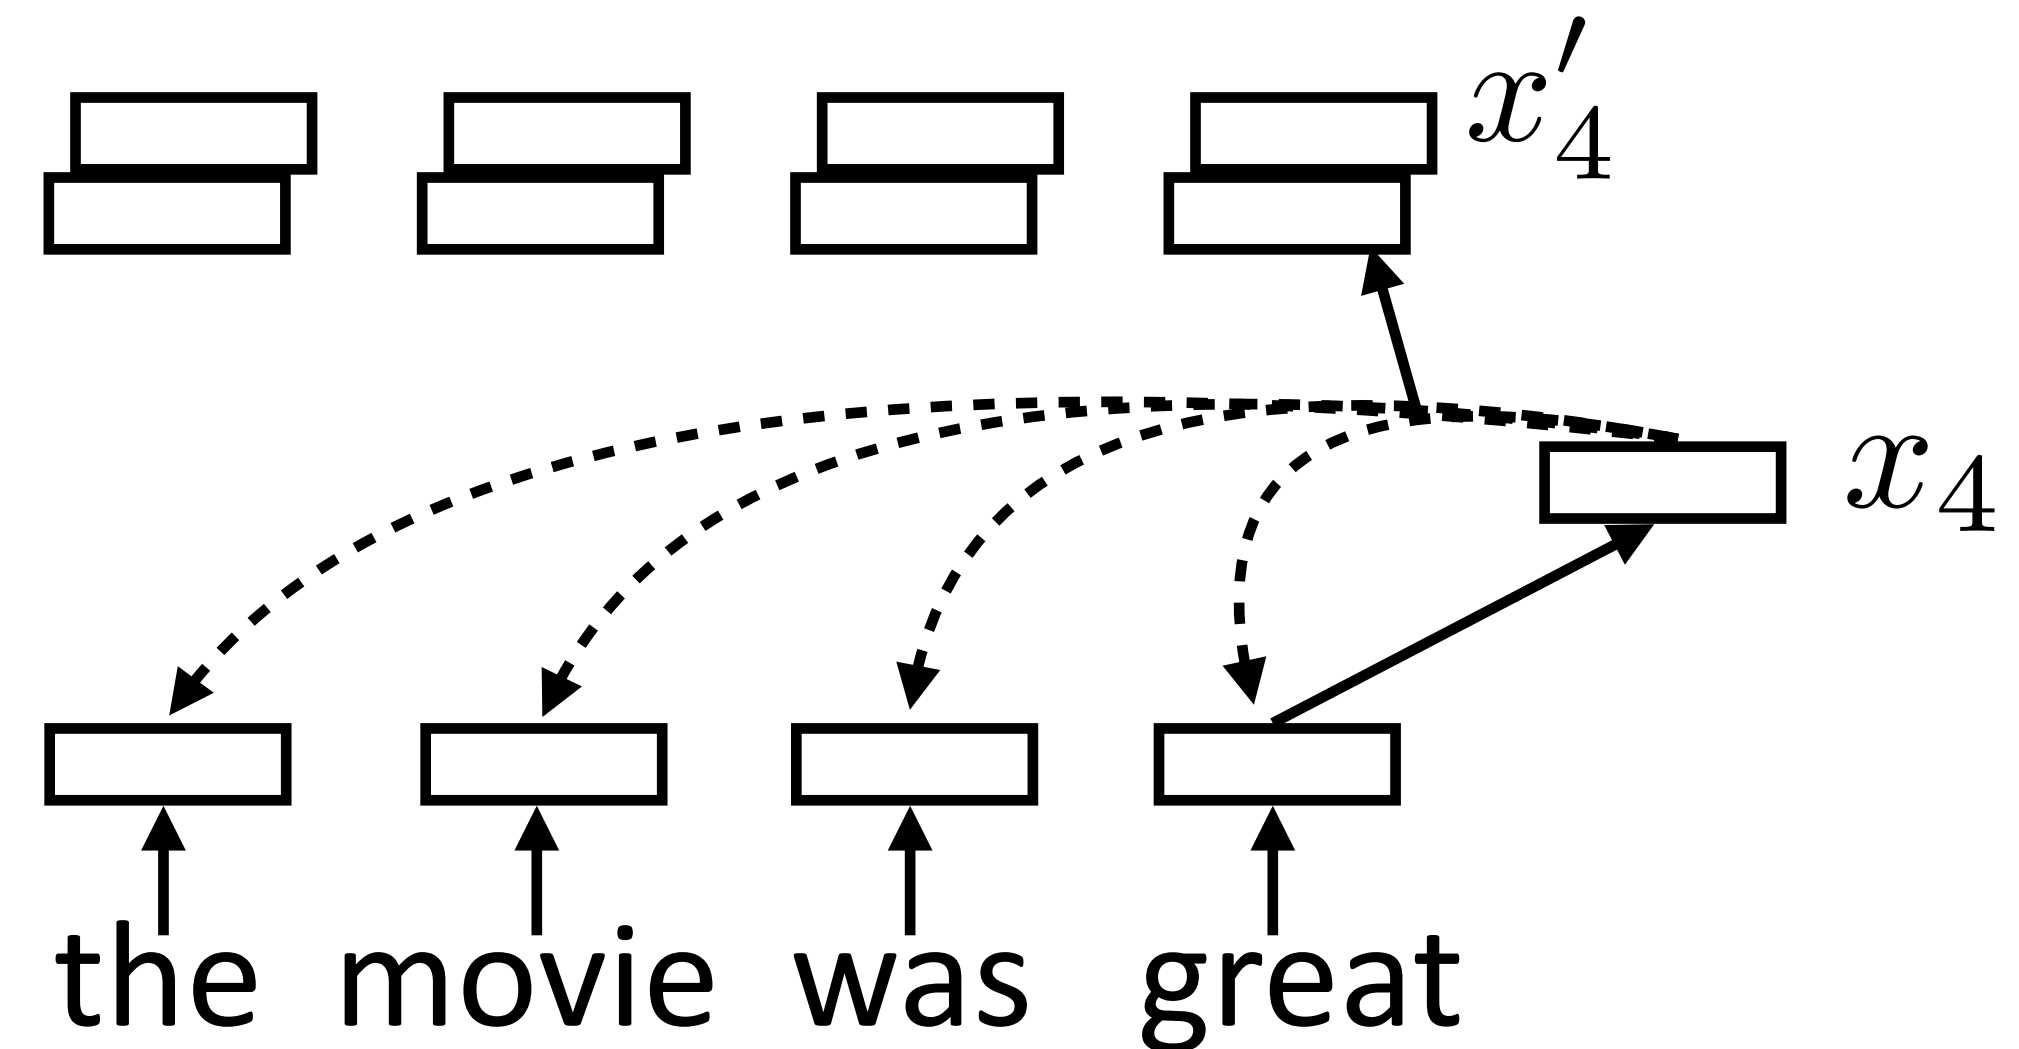 x′₄
x₄
the movie was great